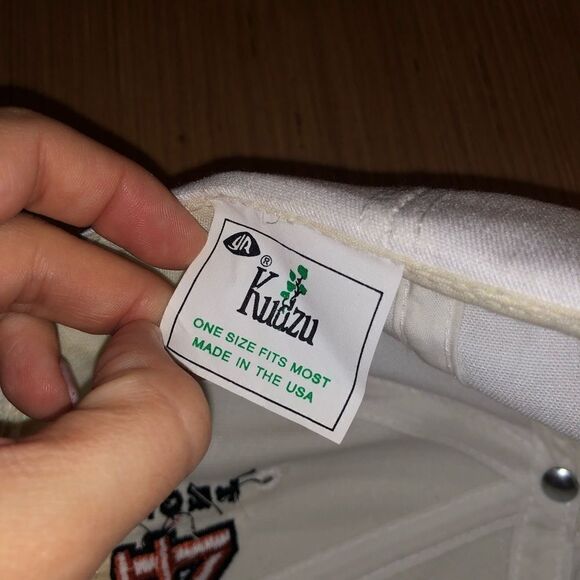 ®
Kudzu
ONE SIZE FITS MOST
MADE IN THE USA